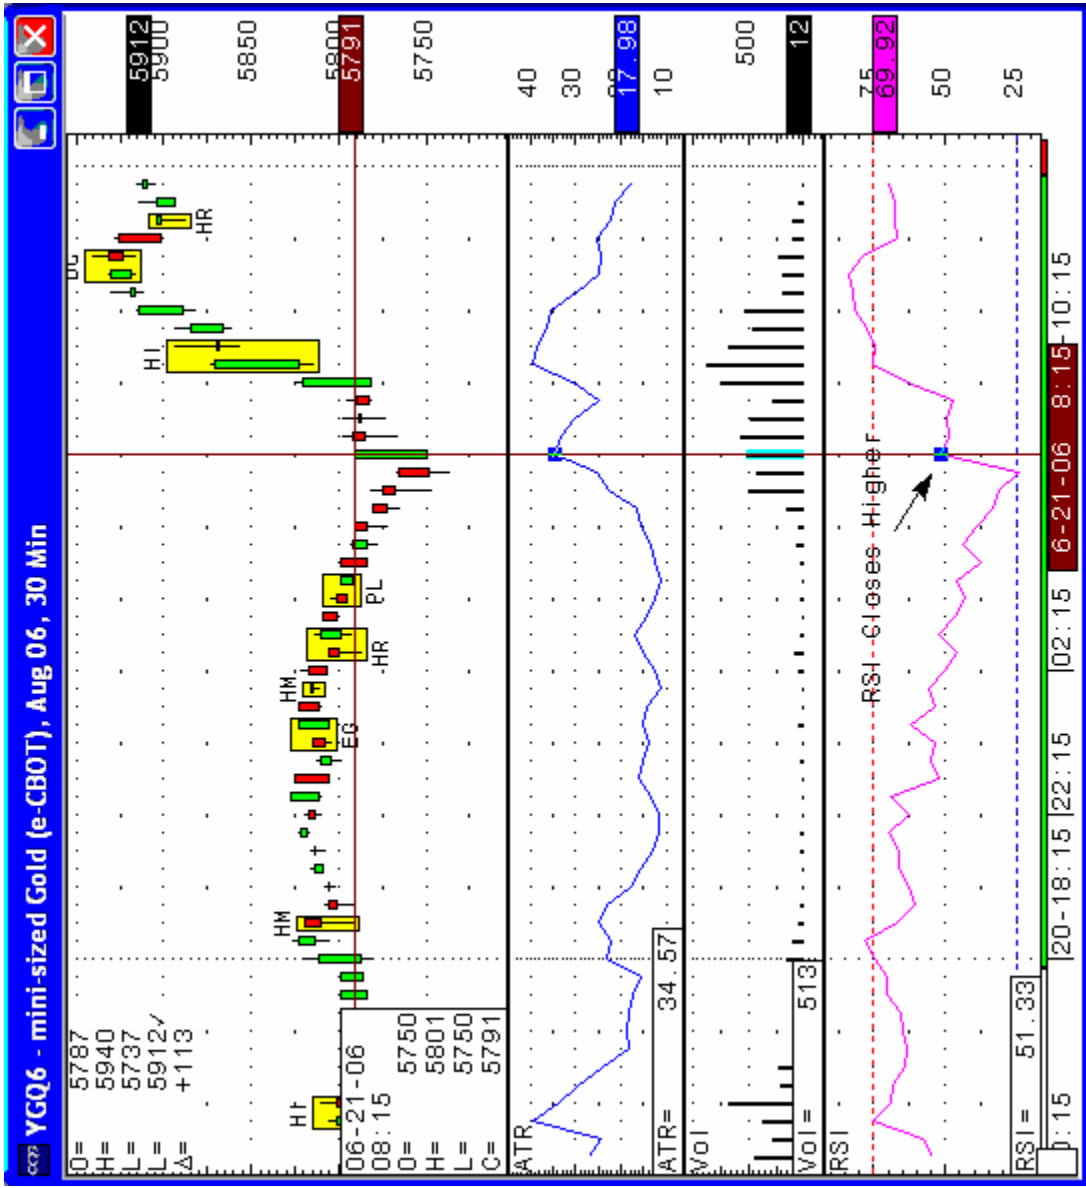 YGQ6 - mini-sized Gold (e-CBOT), Aug 06, 30 Min
O= 5787
H= 5940
L= 5737
L= 5912✓
Δ= +113
HI
HM
EG
HM
HR
PL
HI
HR
5912
5900
5850
5800
5791
5750
06-21-06
08:15
O= 5750
H= 5801
L= 5750
C= 5791
ATR
40
30
17.98
10
ATR= 34.57
Vol
500
12
Vol = 513
RSI
RSI Closes Higher
75
69.92
50
25
RSI = 51.33
0:15 20-18:15 22:15 02:15 6-21-06 8:15 -10:15